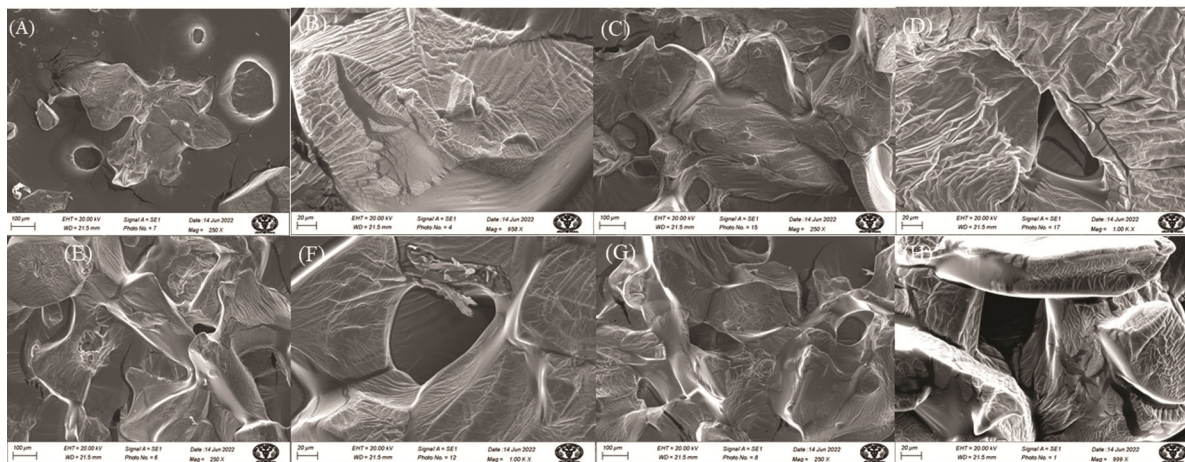 (A)
100 µm
EHT = 20.00 kV
WD = 21.5 mm
Signal A = SE1
Photo No. = 7
Date :14 Jun 2022
Mag = 250 X
(B)
20 µm
EHT = 20.00 kV
WD = 21.5 mm
Signal A = SE1
Photo No. = 4
Date :14 Jun 2022
Mag = 958 X
(C)
100 µm
EHT = 20.00 kV
WD = 21.5 mm
Signal A = SE1
Photo No. = 15
Date :14 Jun 2022
Mag = 250 X
(D)
20 µm
EHT = 20.00 kV
WD = 21.5 mm
Signal A = SE1
Photo No. = 17
Date :14 Jun 2022
Mag = 1.00 K X
(E)
100 µm
EHT = 20.00 kV
WD = 21.5 mm
Signal A = SE1
Photo No. = 6
Date :14 Jun 2022
Mag = 250 X
(F)
20 µm
EHT = 20.00 kV
WD = 21.5 mm
Signal A = SE1
Photo No. = 12
Date :14 Jun 2022
Mag = 1.00 K X
(G)
100 µm
EHT = 20.00 kV
WD = 21.5 mm
Signal A = SE1
Photo No. = 8
Date :14 Jun 2022
Mag = 250 X
(H)
20 µm
EHT = 20.00 kV
WD = 21.5 mm
Signal A = SE1
Photo No. = 1
Date :14 Jun 2022
Mag = 999 X